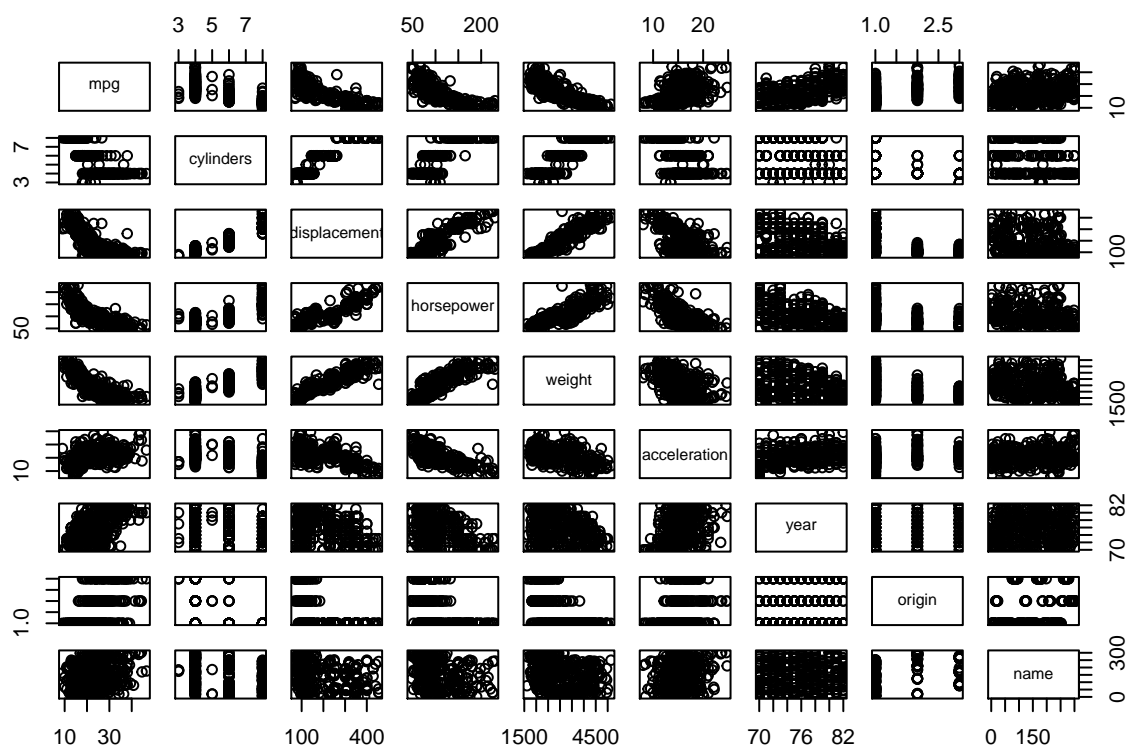 3 5 7 50 200 10 20 1.0 2.5
mpg 10
7 3 cylinders
displacement 100
50 horsepower
weight 1500
10 acceleration
year 70 82
1.0 origin
name 0 300
10 30 100 400 1500 4500 70 76 82 0 150